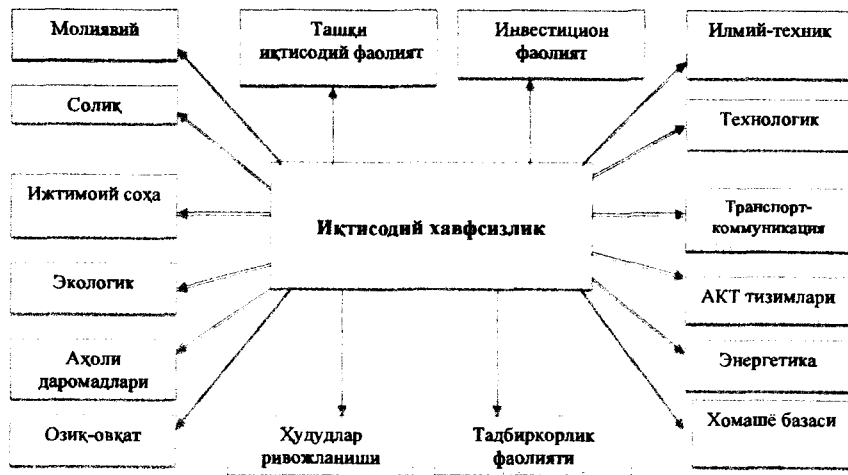 Молиявий
Ташқи
иқтисодий фаолият
Инвестицион
фаолият
Илмий-техник
Солиқ
Технологик
Ижтимоий соҳа
Иқтисодий хавфсизлик
Транспорт-
коммуникация
Экологик
АКТ тизимлари
Аҳоли
даромадлари
Энергетика
Озиқ-овқат
Ҳудудлар
ривожланиши
Тадбиркорлик
фаолияти
Хомашё базаси